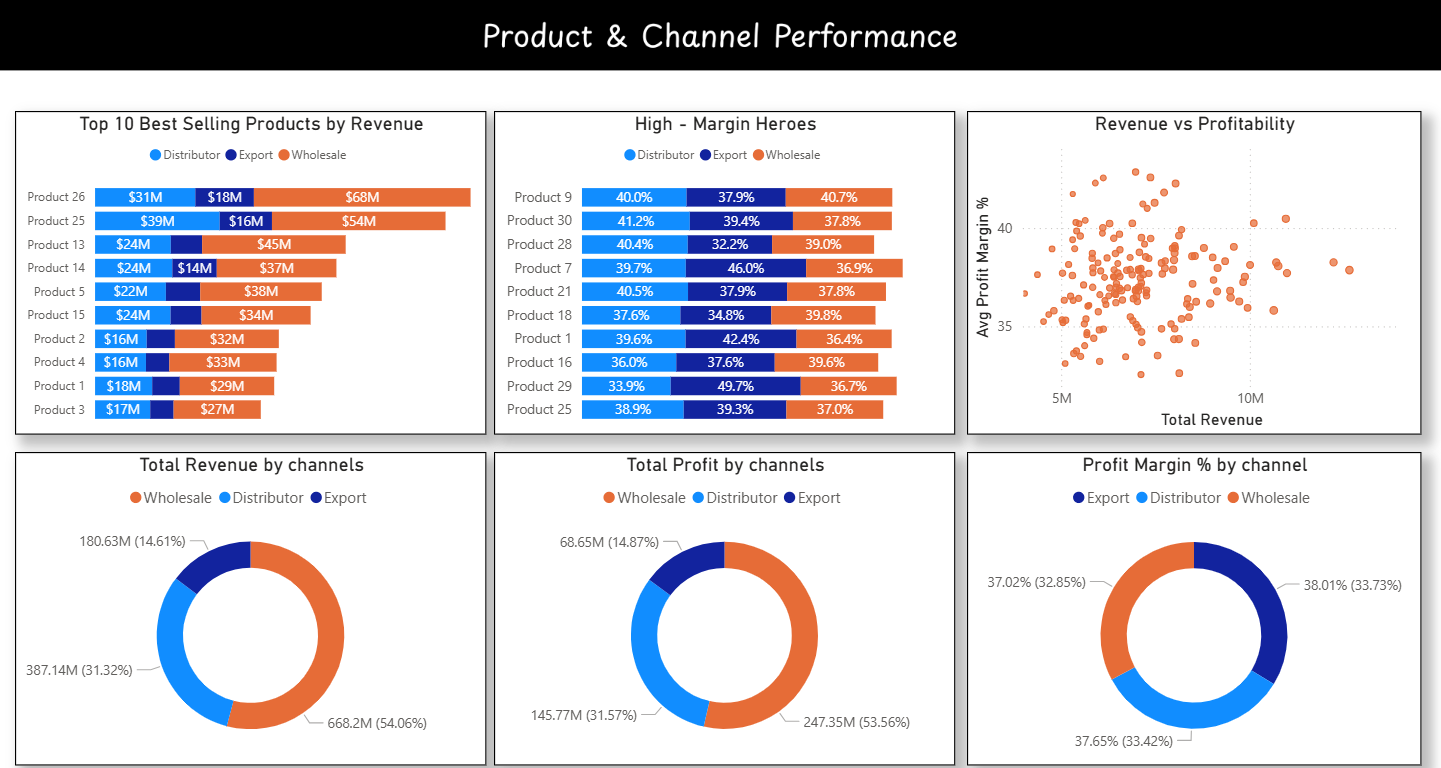 Product & Channel Performance
Top 10 Best Selling Products by Revenue
Distributor Export Wholesale
Product 26 $31M $18M $68M
Product 25 $39M $16M $54M
Product 13 $24M $45M
Product 14 $24M $14M $37M
Product 5 $22M $38M
Product 15 $24M $34M
Product 2 $16M $32M
Product 4 $16M $33M
Product 1 $18M $29M
Product 3 $17M $27M
High - Margin Heroes
Distributor Export Wholesale
Product 9 40.0% 37.9% 40.7%
Product 30 41.2% 39.4% 37.8%
Product 28 40.4% 32.2% 39.0%
Product 7 39.7% 46.0% 36.9%
Product 21 40.5% 37.9% 37.8%
Product 18 37.6% 34.8% 39.8%
Product 1 39.6% 42.4% 36.4%
Product 16 36.0% 37.6% 39.6%
Product 29 33.9% 49.7% 36.7%
Product 25 38.9% 39.3% 37.0%
Revenue vs Profitability
Avg Profit Margin %
40
35
5M 10M
Total Revenue
Total Revenue by channels
Wholesale Distributor Export
180.63M (14.61%)
387.14M (31.32%)
668.2M (54.06%)
Total Profit by channels
Wholesale Distributor Export
68.65M (14.87%)
145.77M (31.57%)
247.35M (53.56%)
Profit Margin % by channel
Export Distributor Wholesale
37.02% (32.85%)
38.01% (33.73%)
37.65% (33.42%)